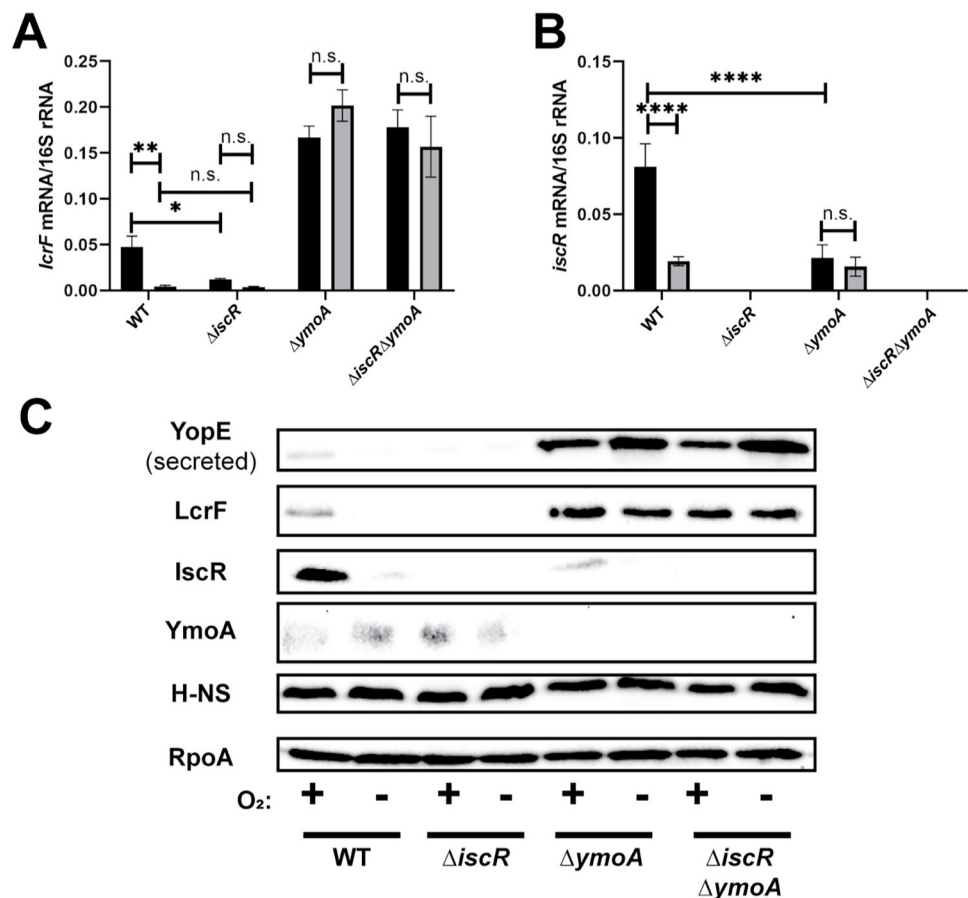 A
B
lcrF mRNA/16S rRNA
0.25
0.20
0.15
0.10
0.05
0.00
**
n.s.
n.s.
*
n.s.
n.s.
WT
ΔiscR
ΔymoA
ΔiscRΔymoA
iscR mRNA/16S rRNA
0.15
0.10
0.05
0.00
****
****
n.s.
WT
ΔiscR
ΔymoA
ΔiscRΔymoA
C
YopE
(secreted)
LcrF
IscR
YmoA
H-NS
RpoA
O₂: + - + - + - + -
WT ΔiscR ΔymoA ΔiscR
ΔymoA